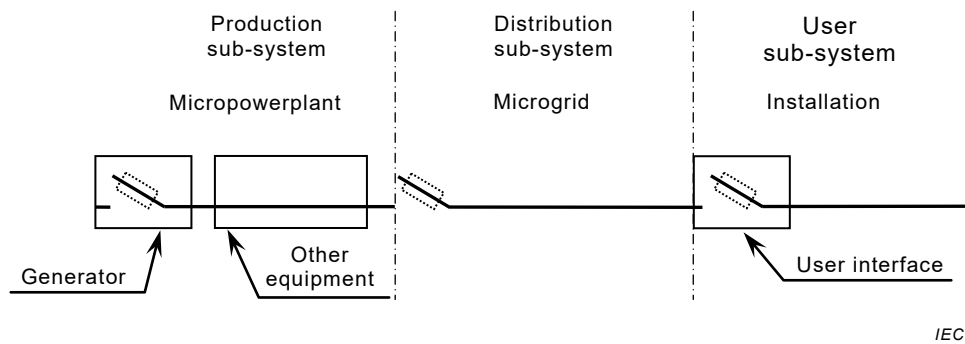 Production
sub-system
Distribution
sub-system
User
sub-system
Micropowerplant
Microgrid
Installation
Generator
Other
equipment
User interface
IEC